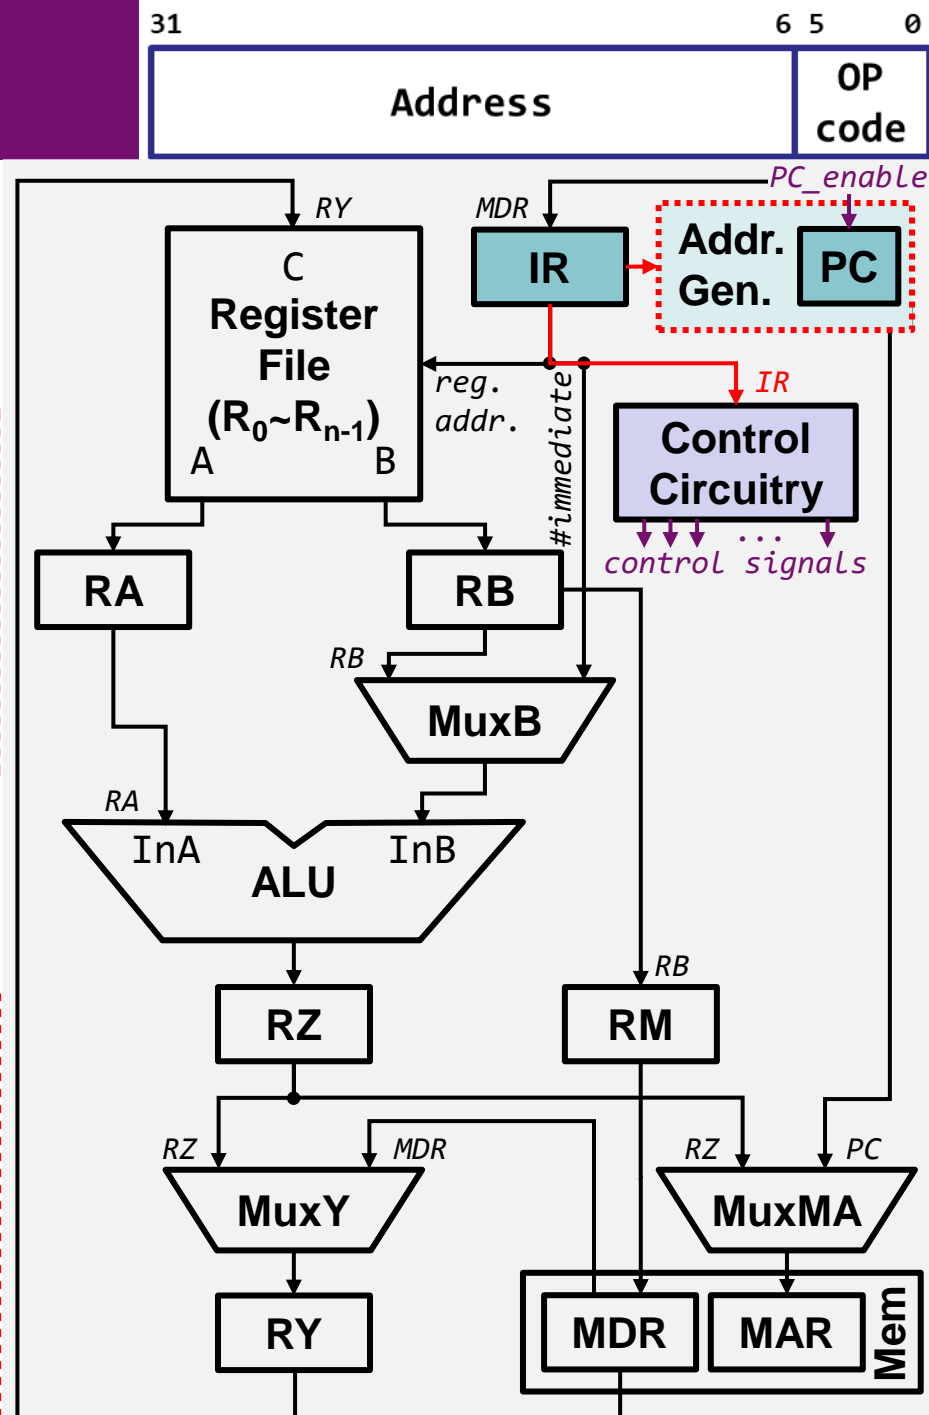 31 6 5 0
Address
OP
code
PC_enable
RY
MDR
C
Register
File
(R0~Rn-1)
A B
IR
Addr.
Gen.
PC
reg.
addr.
#immediate
IR
Control
Circuitry
...
control signals
RA
RB
RB
MuxB
RA
InA InB
ALU
RB
RZ
RM
RZ MDR
RZ PC
MuxY
MuxMA
RY
MDR
MAR
Mem